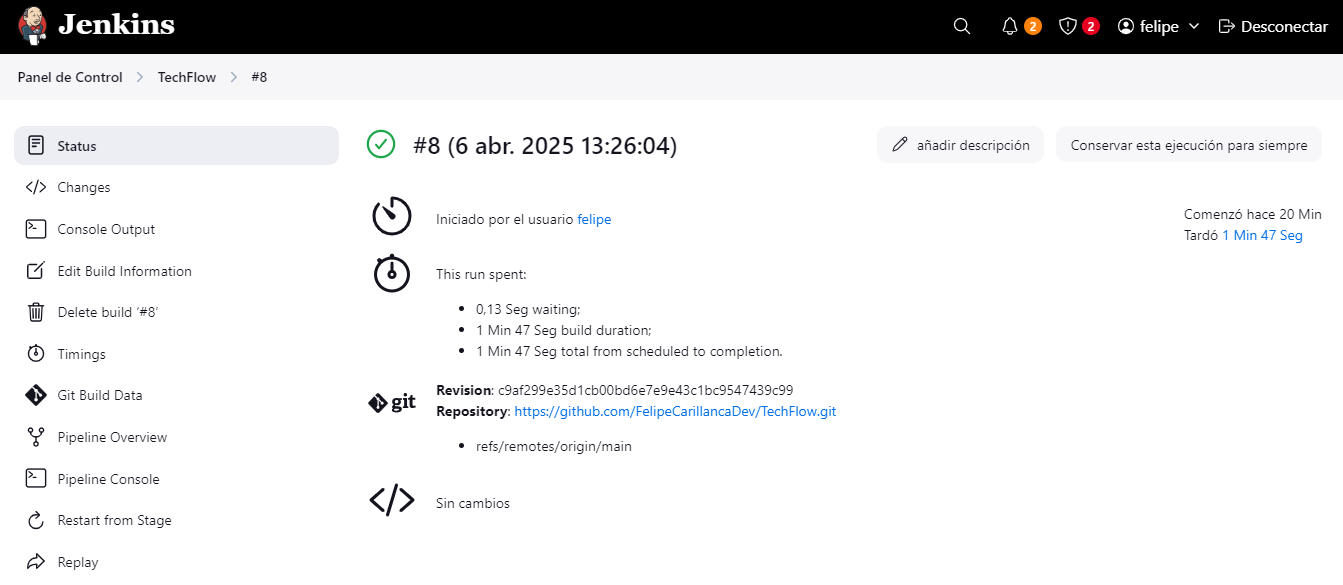 Jenkins
2
2
felipe
Desconectar
Panel de Control
TechFlow
#8
Status
Changes
Console Output
Edit Build Information
Delete build ‘#8’
Timings
Git Build Data
Pipeline Overview
Pipeline Console
Restart from Stage
Replay
#8 (6 abr. 2025 13:26:04)
añadir descripción
Conservar esta ejecución para siempre
Iniciado por el usuario felipe
Comenzó hace 20 Min
Tardó 1 Min 47 Seg
This run spent:
0,13 Seg waiting;
1 Min 47 Seg build duration;
1 Min 47 Seg total from scheduled to completion.
git
Revision: c9af299e35d1cb00bd6e7e9e43c1bc9547439c99
Repository: https://github.com/FelipeCarillancaDev/TechFlow.git
refs/remotes/origin/main
Sin cambios